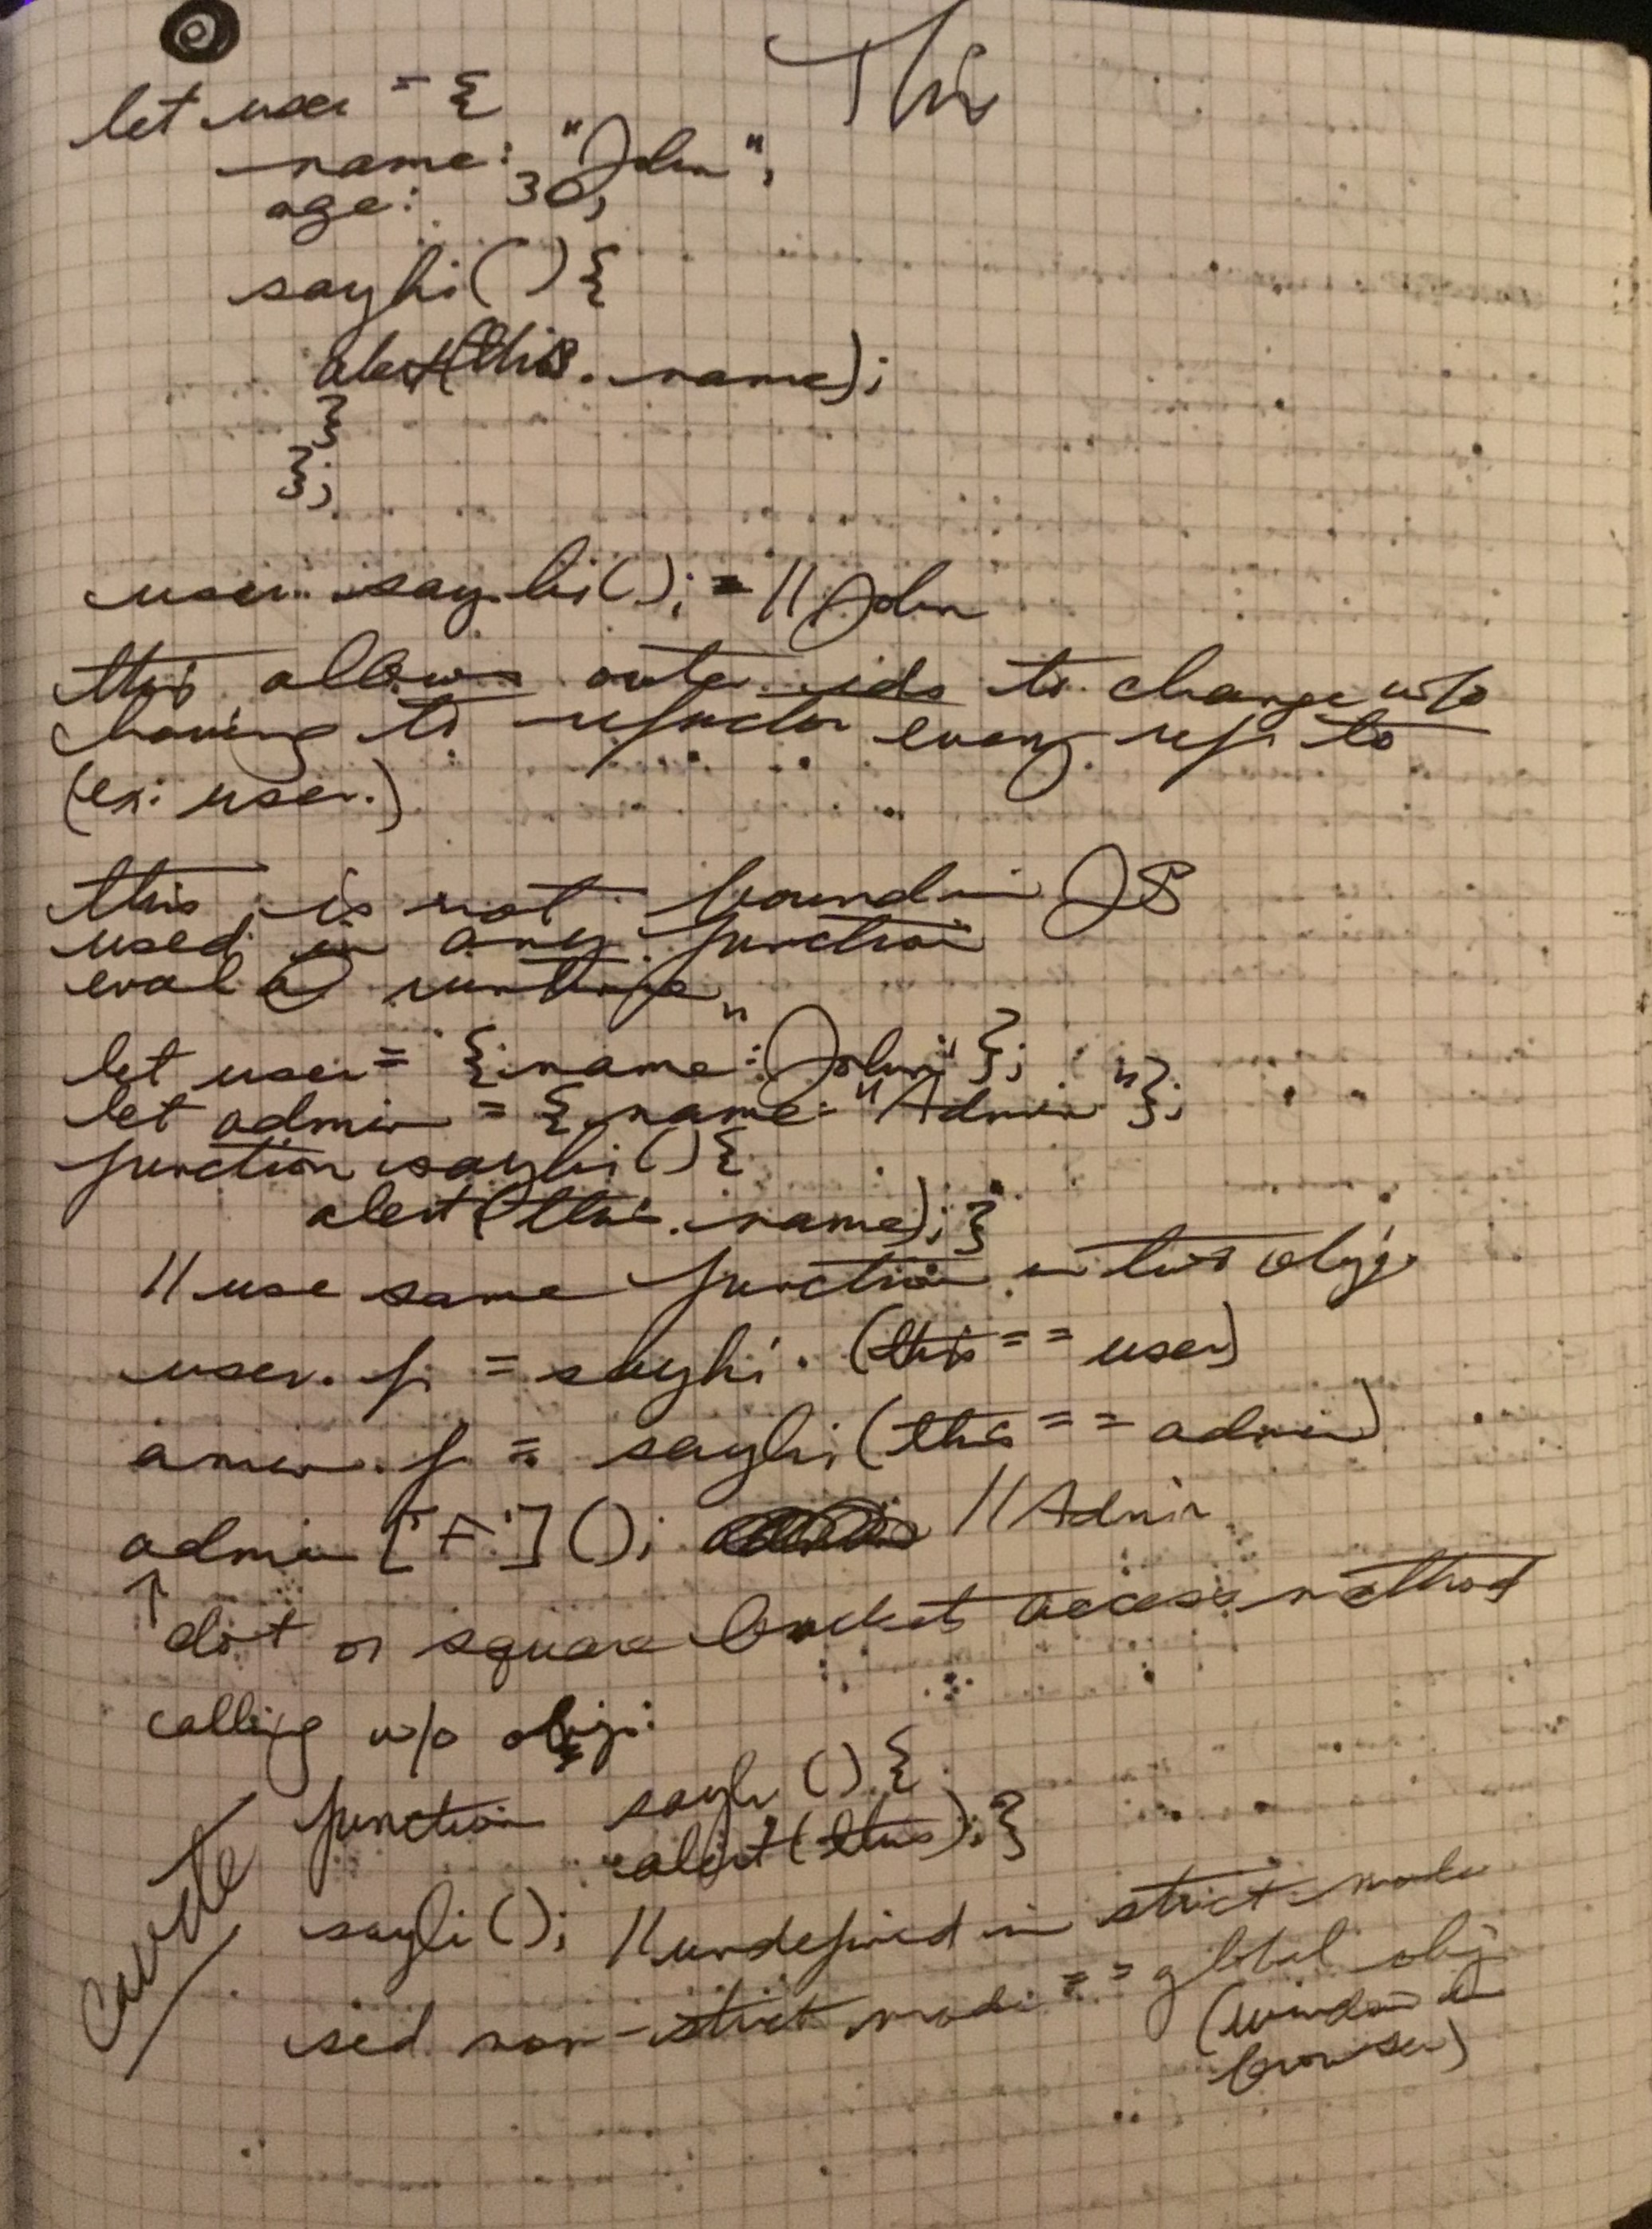 This
let user = {
name: "John",
age: 30,
sayhi() {
alert(this.name);
}
};
user.sayhi(); = // John
this allows outer ids to change w/o
having to refactor every ref to
(ex: user.)
this is not bound in JS
used in any function
eval @ runtime
let user = {name: "John"};
let admin = {name: "Admin"};
function sayhi() {
alert(this.name); }
// use same function in two obj.
user.f = sayhi. (this == user)
amin.f = sayhi (this == admin)
admin ['F'] (); // Admin
↑
dot or square bracket access method
calling w/o obj:
function sayhi () {
alert(this); }
cavete
sayhi(); // undefined in strict mode
sed non-strict mode == global obj
(window in
browser)